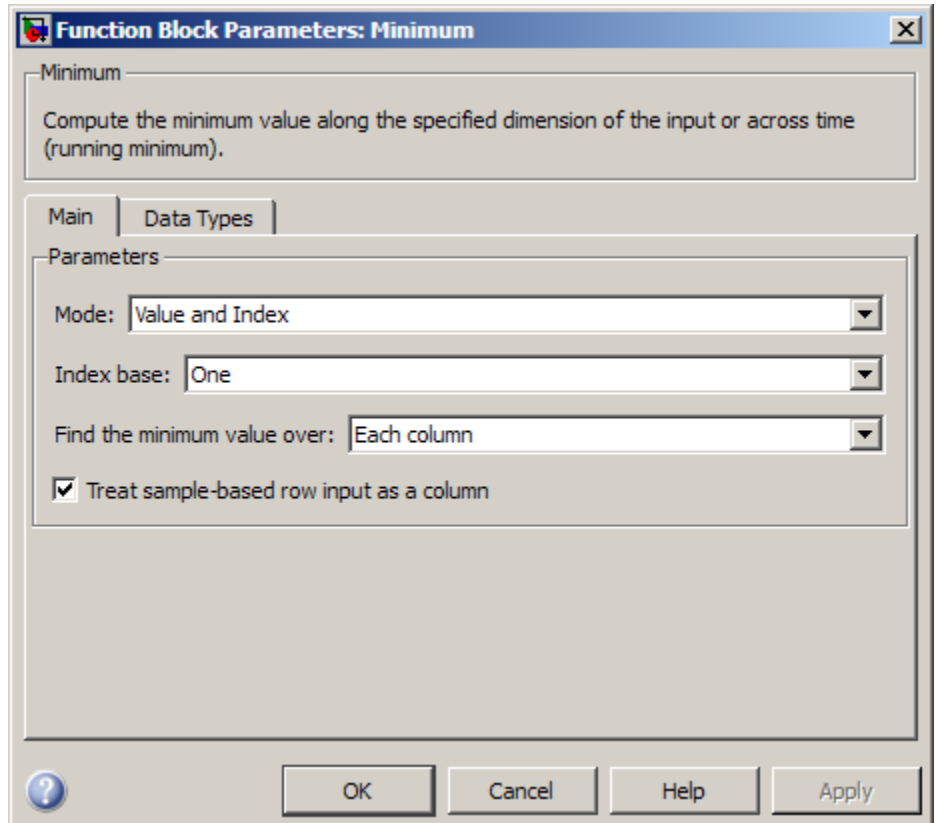 Function Block Parameters: Minimum
Minimum
Compute the minimum value along the specified dimension of the input or across time
(running minimum).
Main Data Types
Parameters
Mode: Value and Index
Index base: One
Find the minimum value over: Each column
Treat sample-based row input as a column
OK Cancel Help Apply